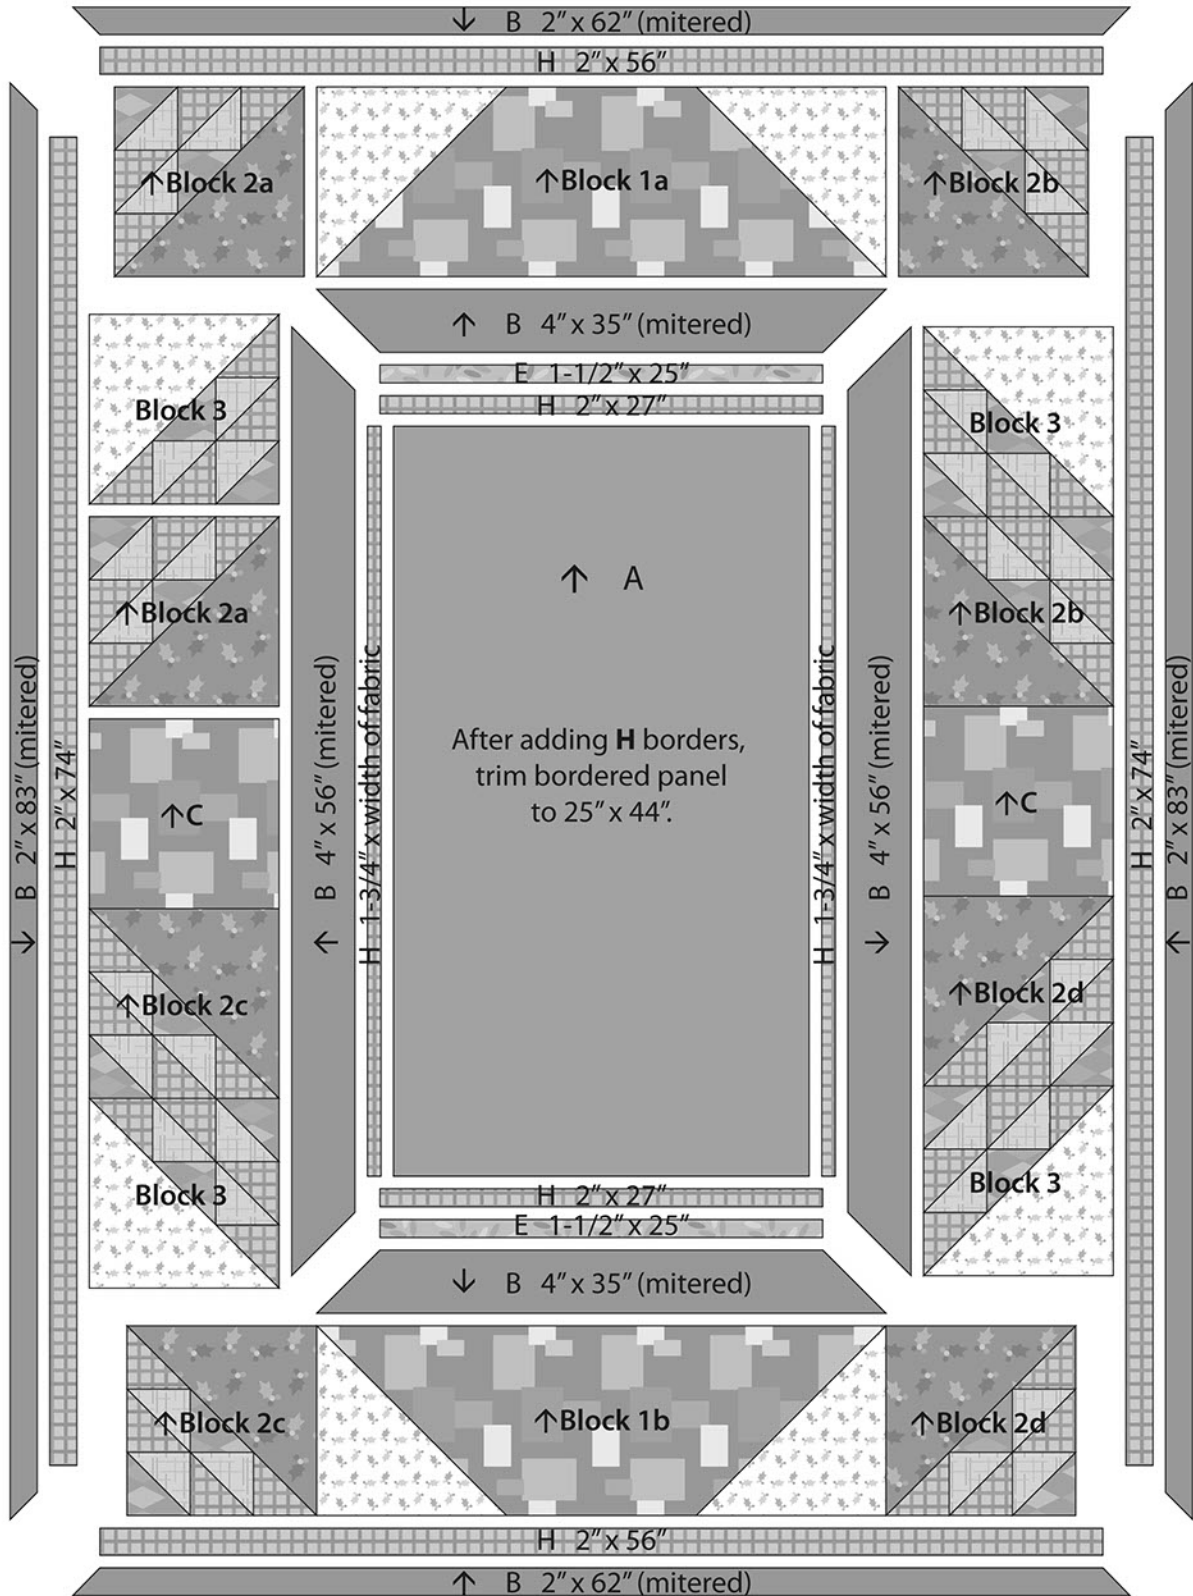 ↓ B 2” x 62” (mitered)
H 2” x 56”
↑Block 2a
↑Block 1a
↑Block 2b
↑ B 4” x 35” (mitered)
E 1-1/2” x 25”
H 2” x 27”
Block 3
Block 3
↑ A
↑Block 2a
↑Block 2b
After adding H borders,
trim bordered panel
to 25” x 44”.
↑C
↑C
B 2” x 83” (mitered)
H 2” x 74”
B 4” x 56” (mitered)
H 1-3/4” x width of fabric
H 1-3/4” x width of fabric
B 4” x 56” (mitered)
H 2” x 74”
B 2” x 83” (mitered)
↑Block 2c
↑Block 2d
Block 3
Block 3
H 2” x 27”
E 1-1/2” x 25”
↓ B 4” x 35” (mitered)
↑Block 2c
↑Block 1b
↑Block 2d
H 2” x 56”
↑ B 2” x 62” (mitered)